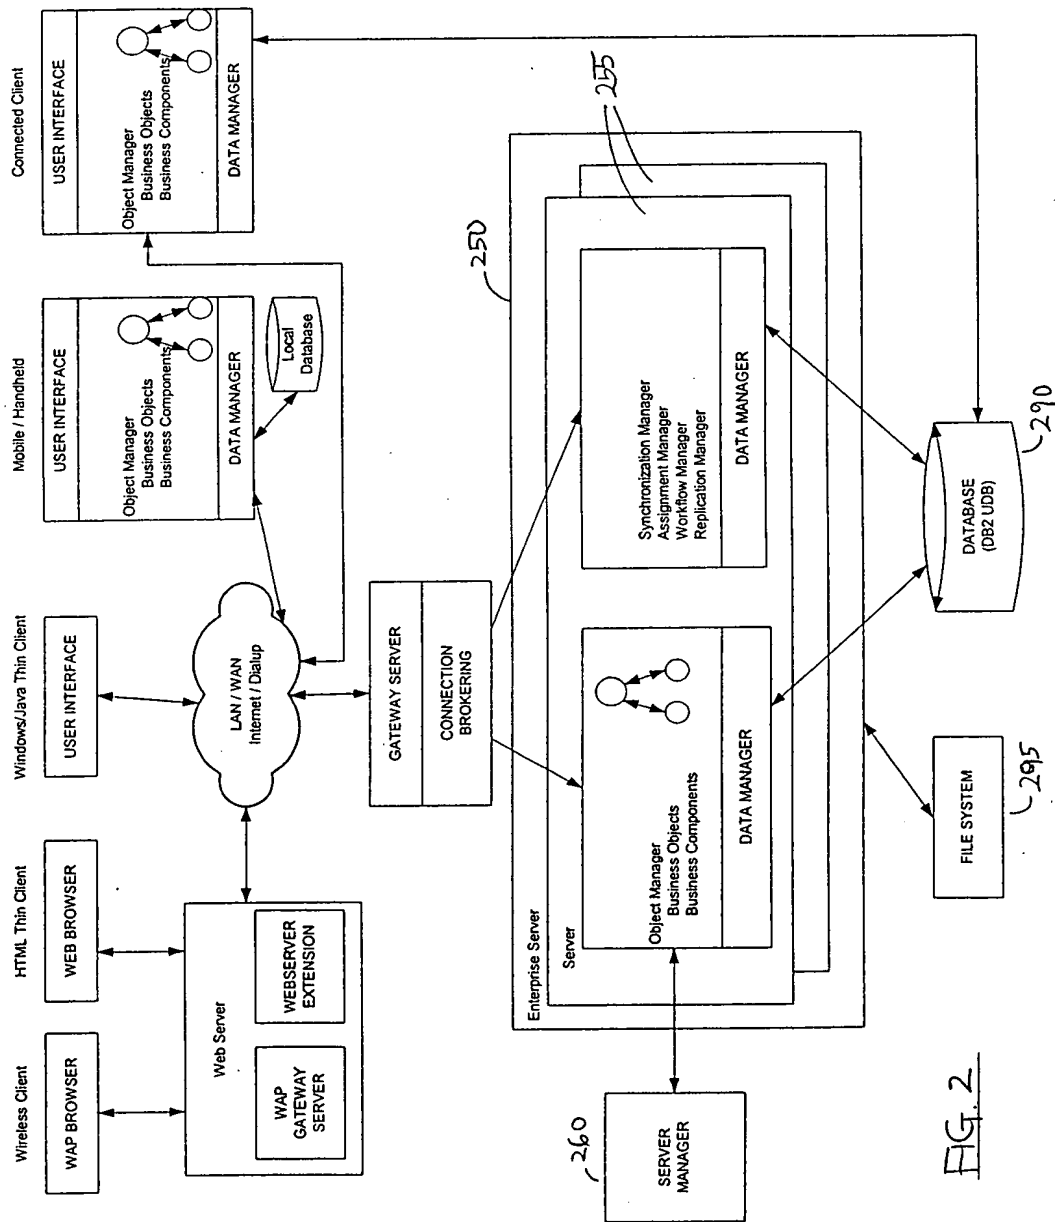 Wireless Client
HTML Thin Client
Windows/Java Thin Client
Mobile / Handheld
Connected Client
WAP BROWSER
WEB BROWSER
USER INTERFACE
USER INTERFACE
Object Manager
Business Objects
Business Components
DATA MANAGER
Local
Database
USER INTERFACE
Object Manager
Business Objects
Business Components
DATA MANAGER
Web Server
WAP
GATEWAY
SERVER
WEBSERVER
EXTENSION
LAN / WAN
Internet / Dialup
GATEWAY SERVER
CONNECTION
BROKERING
250
255
Enterprise Server
Server
Object Manager
Business Objects
Business Components
DATA MANAGER
Synchronization Manager
Assignment Manager
Workflow Manager
Replication Manager
DATA MANAGER
260
SERVER
MANAGER
FILE SYSTEM
295
DATABASE
(DB2 UDB)
290
FIG. 2